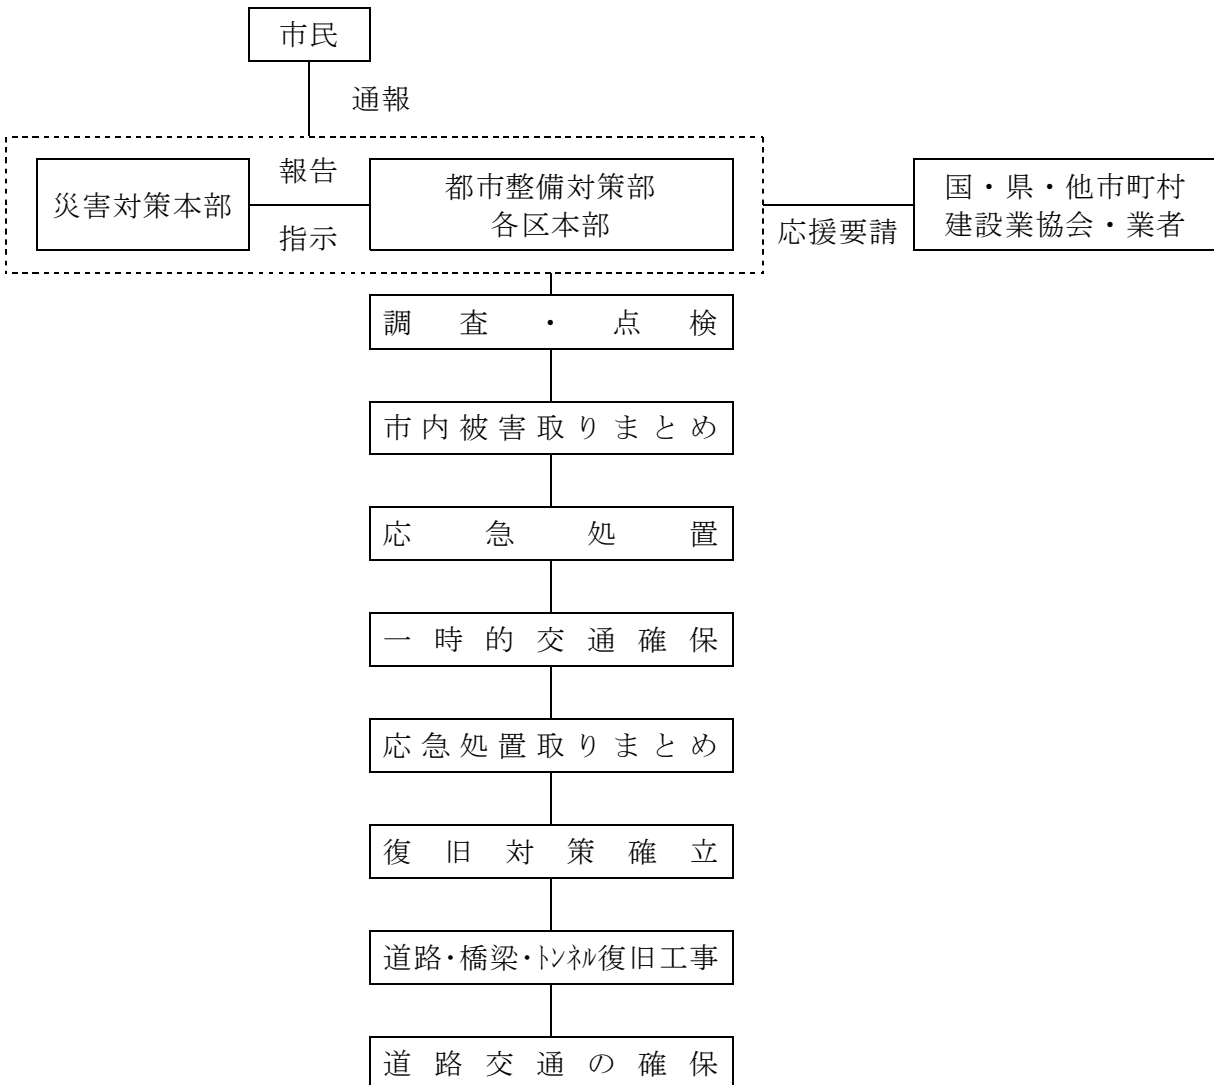 市民
通報
災害対策本部
報告
指示
都市整備対策部
各区本部
応援要請
国・県・他市町村
建設業協会・業者
調査・点検
市内被害取りまとめ
応急処置
一時的交通確保
応急処置取りまとめ
復旧対策確立
道路・橋梁・ﾄﾝﾈﾙ復旧工事
道路交通の確保